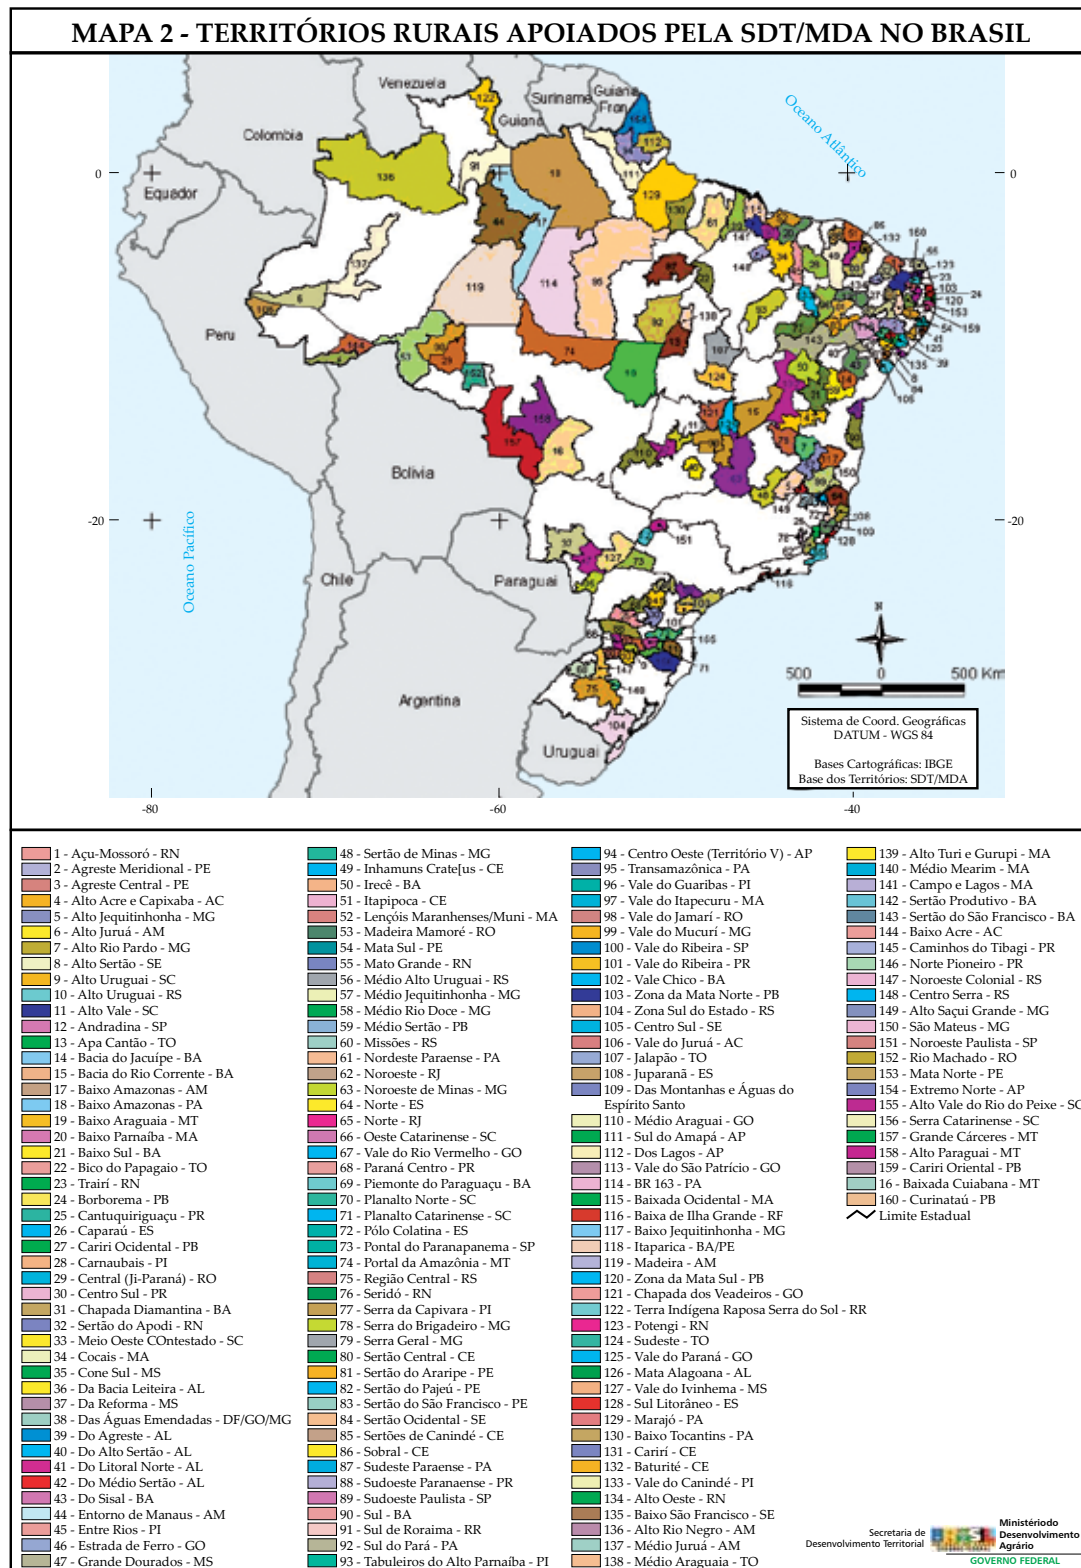 MAPA 2 - TERRITÓRIOS RURAIS APOIADOS PELA SDT/MDA NO BRASIL
Venezuela
Suriname
Guiana Fran
Guiana
Colombia
Equador
Peru
Bolivia
Chile
Paraguai
Argentina
Uruguai
Oceano Atlântico
Oceano Pacífico
0
0
-20
-20
-80
-60
-40
N
500 0 500 Km
Sistema de Coord. Geográficas
DATUM - WGS 84
Bases Cartográficas: IBGE
Base dos Territórios: SDT/MDA
1 - Açu-Mossoró - RN
2 - Agreste Meridional - PE
3 - Agreste Central - PE
4 - Alto Acre e Capixaba - AC
5 - Alto Jequitinhonha - MG
6 - Alto Juruá - AM
7 - Alto Rio Pardo - MG
8 - Alto Sertão - SE
9 - Alto Uruguai - SC
10 - Alto Uruguai - RS
11 - Alto Vale - SC
12 - Andradina - SP
13 - Apa Cantão - TO
14 - Bacia do Jacuípe - BA
15 - Bacia do Rio Corrente - BA
17 - Baixo Amazonas - AM
18 - Baixo Amazonas - PA
19 - Baixo Araguaia - MT
20 - Baixo Parnaíba - MA
21 - Baixo Sul - BA
22 - Bico do Papagaio - TO
23 - Trairí - RN
24 - Borborema - PB
25 - Cantuquiriguaçu - PR
26 - Caparaú - ES
27 - Cariri Ocidental - PB
28 - Carnaubais - PI
29 - Central (Ji-Paraná) - RO
30 - Centro Sul - PR
31 - Chapada Diamantina - BA
32 - Sertão do Apodi - RN
33 - Meio Oeste COntestado - SC
34 - Cocais - MA
35 - Cone Sul - MS
36 - Da Bacia Leiteira - AL
37 - Da Reforma - MS
38 - Das Águas Emendadas - DF/GO/MG
39 - Do Agreste - AL
40 - Do Alto Sertão - AL
41 - Do Litoral Norte - AL
42 - Do Médio Sertão - AL
43 - Do Sisal - BA
44 - Entorno de Manaus - AM
45 - Entre Rios - PI
46 - Estrada de Ferro - GO
47 - Grande Dourados - MS
48 - Sertão de Minas - MG
49 - Inhamuns Crate[us - CE
50 - Irecê - BA
51 - Itapipoca - CE
52 - Lençóis Maranhenses/Muni - MA
53 - Madeira Mamoré - RO
54 - Mata Sul - PE
55 - Mato Grande - RN
56 - Médio Alto Uruguai - RS
57 - Médio Jequitinhonha - MG
58 - Médio Rio Doce - MG
59 - Médio Sertão - PB
60 - Missões - RS
61 - Nordeste Paraense - PA
62 - Noroeste - RJ
63 - Noroeste de Minas - MG
64 - Norte - ES
65 - Norte - RJ
66 - Oeste Catarinense - SC
67 - Vale do Rio Vermelho - GO
68 - Paraná Centro - PR
69 - Piemonte do Paraguaçu - BA
70 - Planalto Norte - SC
71 - Planalto Catarinense - SC
72 - Pólo Colatina - ES
73 - Pontal do Paranapanema - SP
74 - Portal da Amazônia - MT
75 - Região Central - RS
76 - Seridó - RN
77 - Serra da Capivara - PI
78 - Serra do Brigadeiro - MG
79 - Serra Geral - MG
80 - Sertão Central - CE
81 - Sertão do Araripe - PE
82 - Sertão do Pajeú - PE
83 - Sertão do São Francisco - PE
84 - Sertão Ocidental - SE
85 - Sertões de Canindé - CE
86 - Sobral - CE
87 - Sudeste Paraense - PA
88 - Sudoeste Paranaense - PR
89 - Sudoeste Paulista - SP
90 - Sul - BA
91 - Sul de Roraima - RR
92 - Sul do Pará - PA
93 - Tabuleiros do Alto Parnaíba - PI
94 - Centro Oeste (Território V) - AP
95 - Transamazônica - PA
96 - Vale do Guaribas - PI
97 - Vale do Itapecuru - MA
98 - Vale do Jamarí - RO
99 - Vale do Mucurí - MG
100 - Vale do Ribeira - SP
101 - Vale do Ribeira - PR
102 - Vale Chico - BA
103 - Zona da Mata Norte - PB
104 - Zona Sul do Estado - RS
105 - Centro Sul - SE
106 - Vale do Juruá - AC
107 - Jalapão - TO
108 - Juparanã - ES
109 - Das Montanhas e Águas do
Espírito Santo
110 - Médio Araguai - GO
111 - Sul do Amapá - AP
112 - Dos Lagos - AP
113 - Vale do São Patrício - GO
114 - BR 163 - PA
115 - Baixada Ocidental - MA
116 - Baixa de Ilha Grande - RF
117 - Baixo Jequitinhonha - MG
118 - Itaparica - BA/PE
119 - Madeira - AM
120 - Zona da Mata Sul - PB
121 - Chapada dos Veadeiros - GO
122 - Terra Indígena Raposa Serra do Sol - RR
123 - Potengi - RN
124 - Sudeste - TO
125 - Vale do Paraná - GO
126 - Mata Alagoana - AL
127 - Vale do Ivinhema - MS
128 - Sul Litorâneo - ES
129 - Marajó - PA
130 - Baixo Tocantins - PA
131 - Carirí - CE
132 - Baturité - CE
133 - Vale do Canindé - PI
134 - Alto Oeste - RN
135 - Baixo São Francisco - SE
136 - Alto Rio Negro - AM
137 - Médio Juruá - AM
138 - Médio Araguaia - TO
139 - Alto Turi e Gurupi - MA
140 - Médio Mearim - MA
141 - Campo e Lagos - MA
142 - Sertão Produtivo - BA
143 - Sertão do São Francisco - BA
144 - Baixo Acre - AC
145 - Caminhos do Tibagi - PR
146 - Norte Pioneiro - PR
147 - Noroeste Colonial - RS
148 - Centro Serra - RS
149 - Alto Saçui Grande - MG
150 - São Mateus - MG
151 - Noroeste Paulista - SP
152 - Rio Machado - RO
153 - Mata Norte - PE
154 - Extremo Norte - AP
155 - Alto Vale do Rio do Peixe - SC
156 - Serra Catarinense - SC
157 - Grande Cárceres - MT
158 - Alto Paraguai - MT
159 - Cariri Oriental - PB
16 - Baixada Cuiabana - MT
160 - Curinataú - PB
Limite Estadual
Secretaria de
Desenvolvimento Territorial
BRASIL
Ministériodo
Desenvolvimento
Agrário
GOVERNO FEDERAL